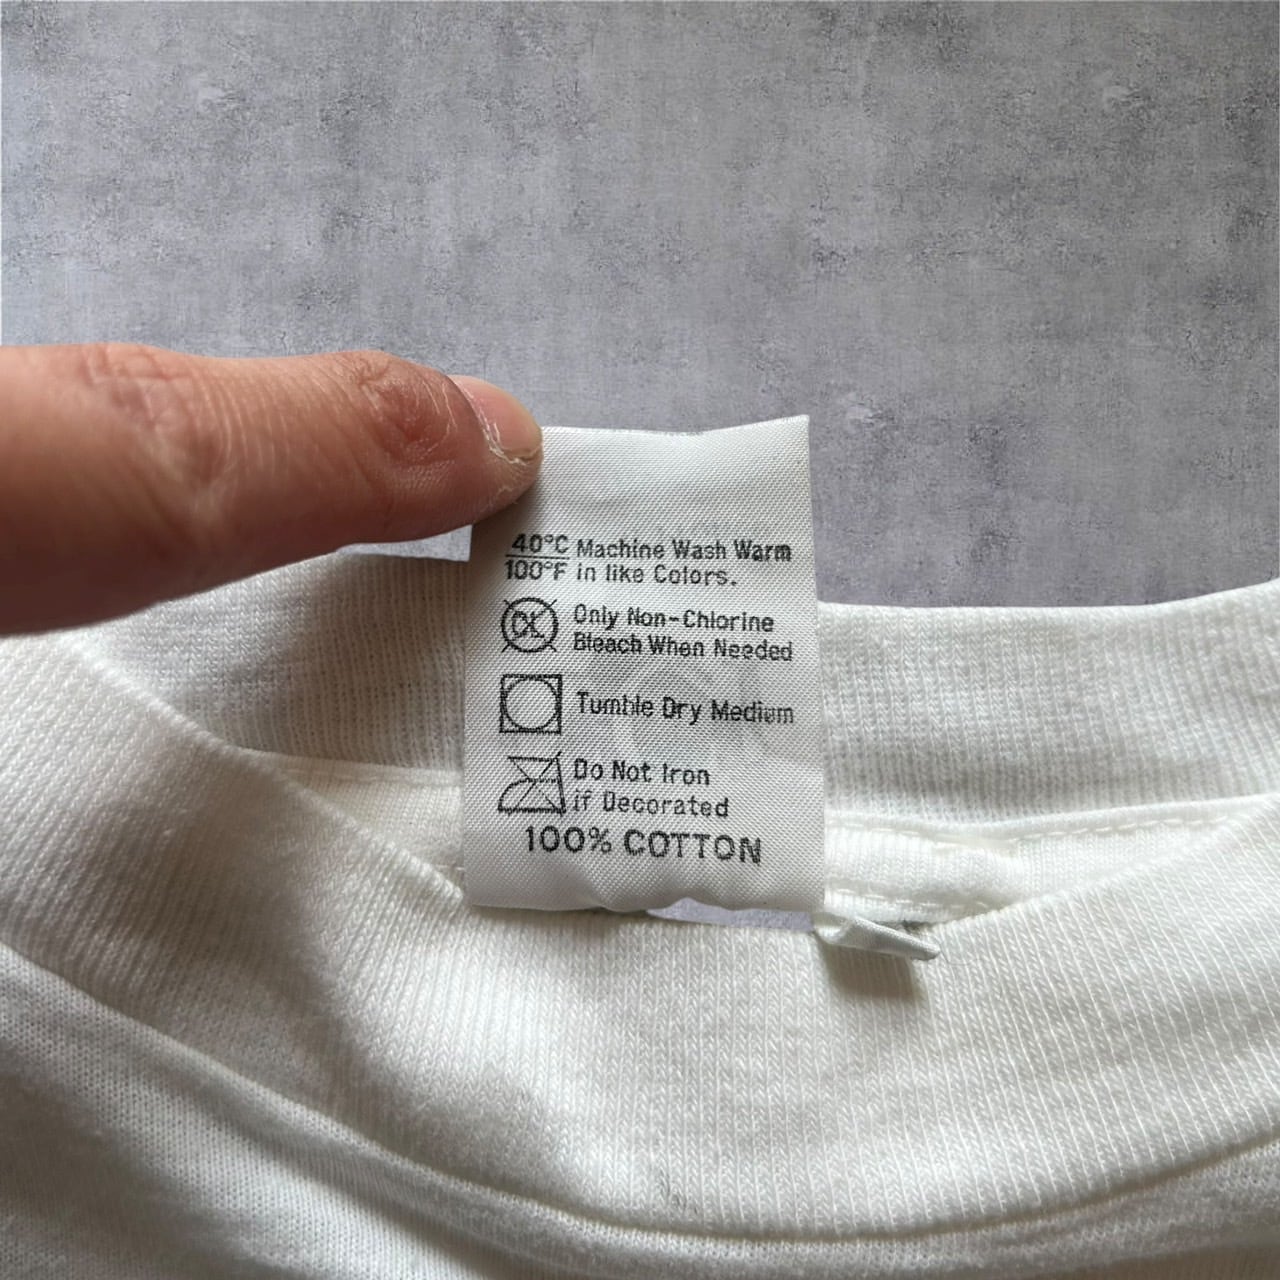 40°C Machine Wash Warm
100°F in like Colors.
CL Only Non-Chlorine
Bleach When Needed
Tumble Dry Medium
Do Not Iron
if Decorated
100% COTTON